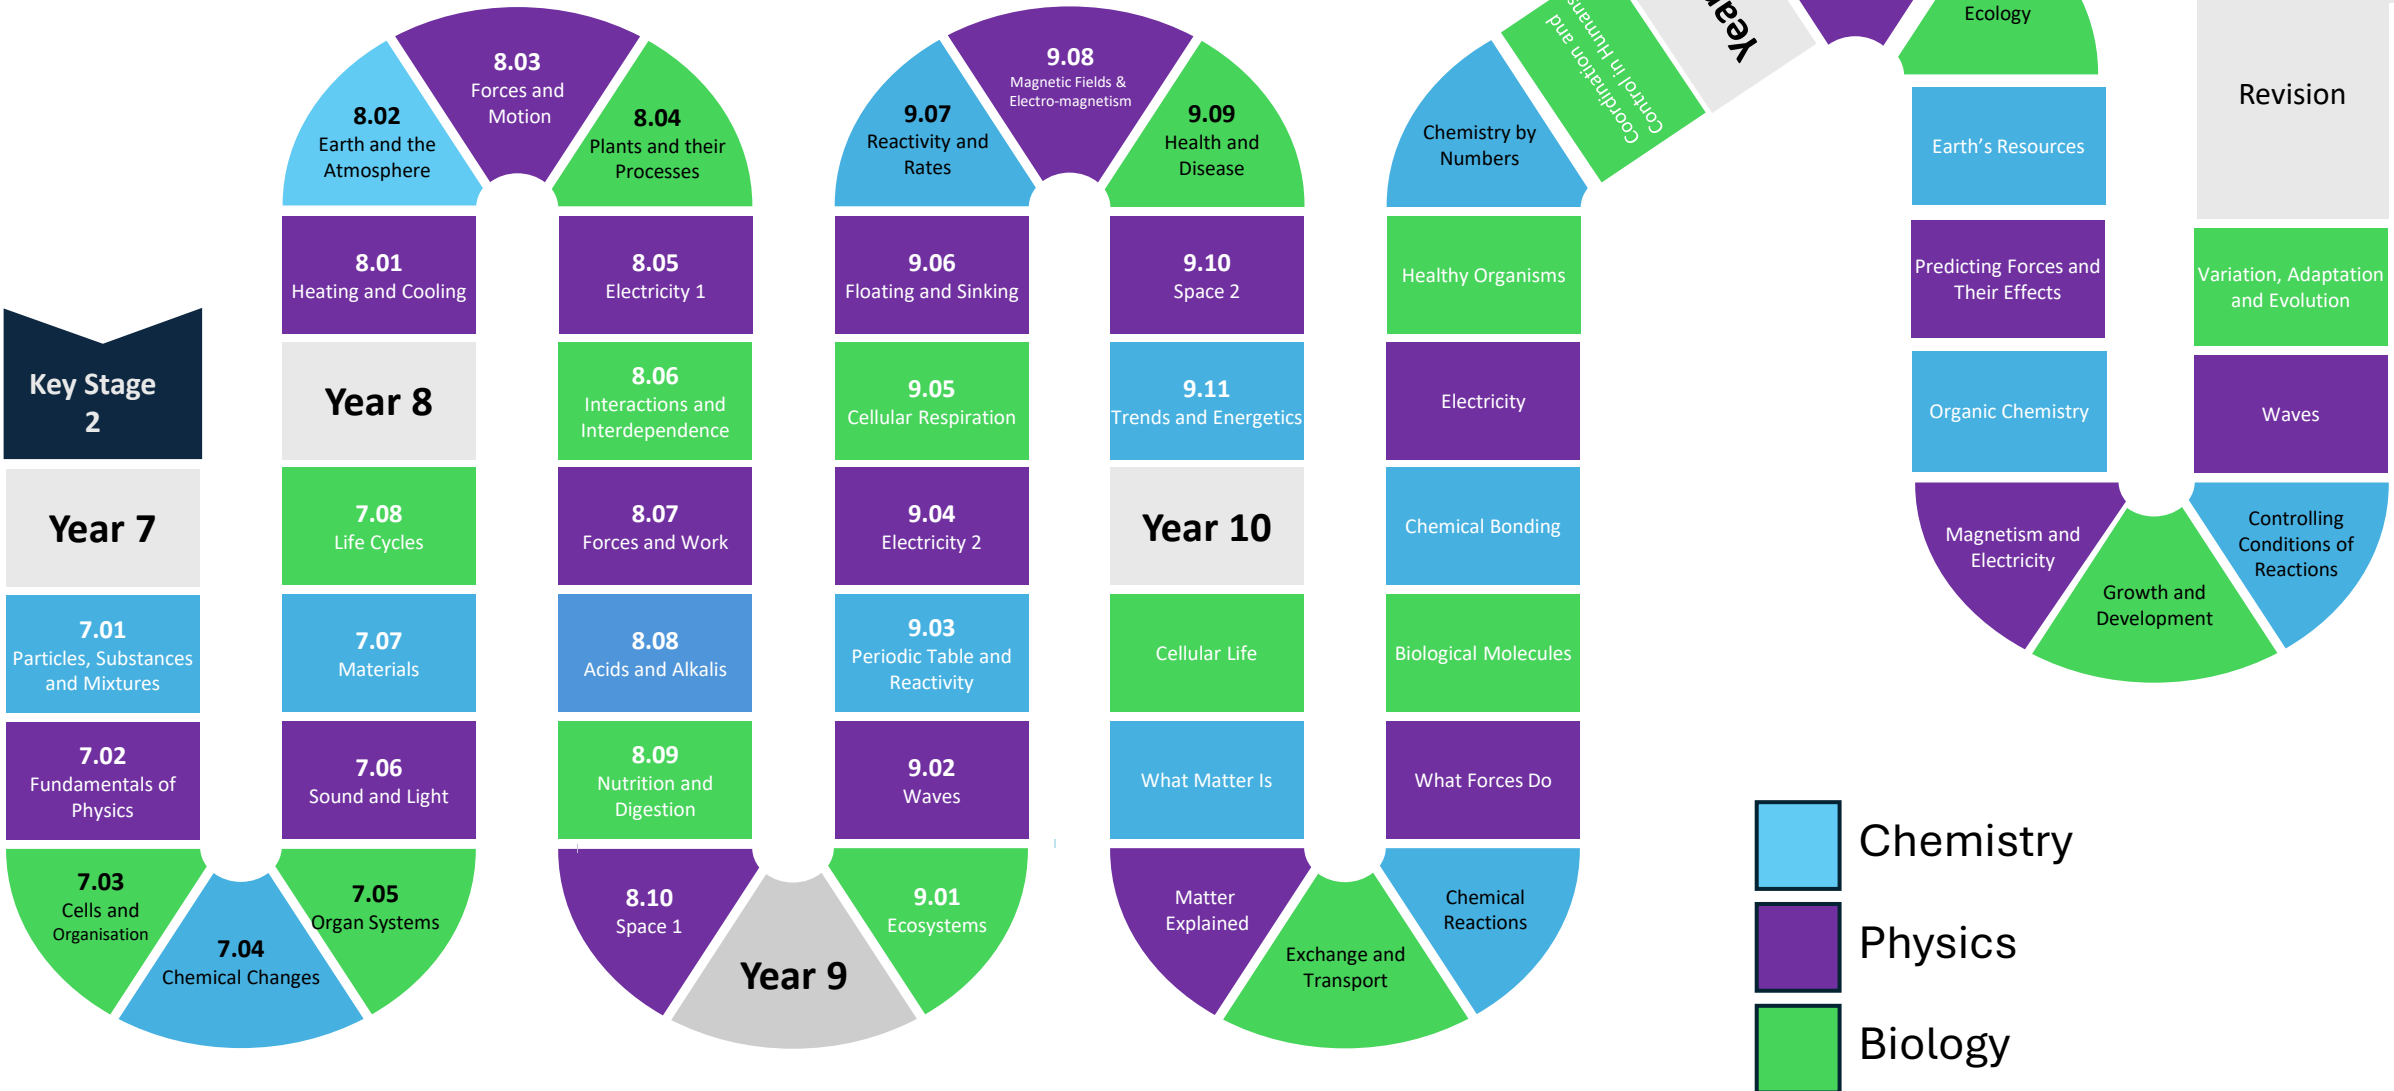 Key Stage
2
Year 7
7.01
Particles, Substances
and Mixtures
7.02
Fundamentals of
Physics
7.03
Cells and
Organisation
7.04
Chemical Changes
7.05
Organ Systems
7.06
Sound and Light
7.07
Materials
7.08
Life Cycles
Year 8
8.01
Heating and Cooling
8.02
Earth and the
Atmosphere
8.03
Forces and
Motion
8.04
Plants and their
Processes
8.05
Electricity 1
8.06
Interactions and
Interdependence
8.07
Forces and Work
8.08
Acids and Alkalis
8.09
Nutrition and
Digestion
8.10
Space 1
Year 9
9.01
Ecosystems
9.02
Waves
9.03
Periodic Table and
Reactivity
9.04
Electricity 2
9.05
Cellular Respiration
9.06
Floating and Sinking
9.07
Reactivity and
Rates
9.08
Magnetic Fields &
Electro-magnetism
9.09
Health and
Disease
9.10
Space 2
9.11
Trends and Energetics
Year 10
Cellular Life
What Matter Is
Matter
Explained
Exchange and
Transport
Chemical
Reactions
What Forces Do
Biological Molecules
Chemical Bonding
Electricity
Healthy Organisms
Chemistry by
Numbers
Coordination and
Control in Humans
Year
Ecology
Earth's Resources
Predicting Forces and
Their Effects
Organic Chemistry
Magnetism and
Electricity
Growth and
Development
Controlling
Conditions of
Reactions
Waves
Variation, Adaptation
and Evolution
Revision
Chemistry
Physics
Biology